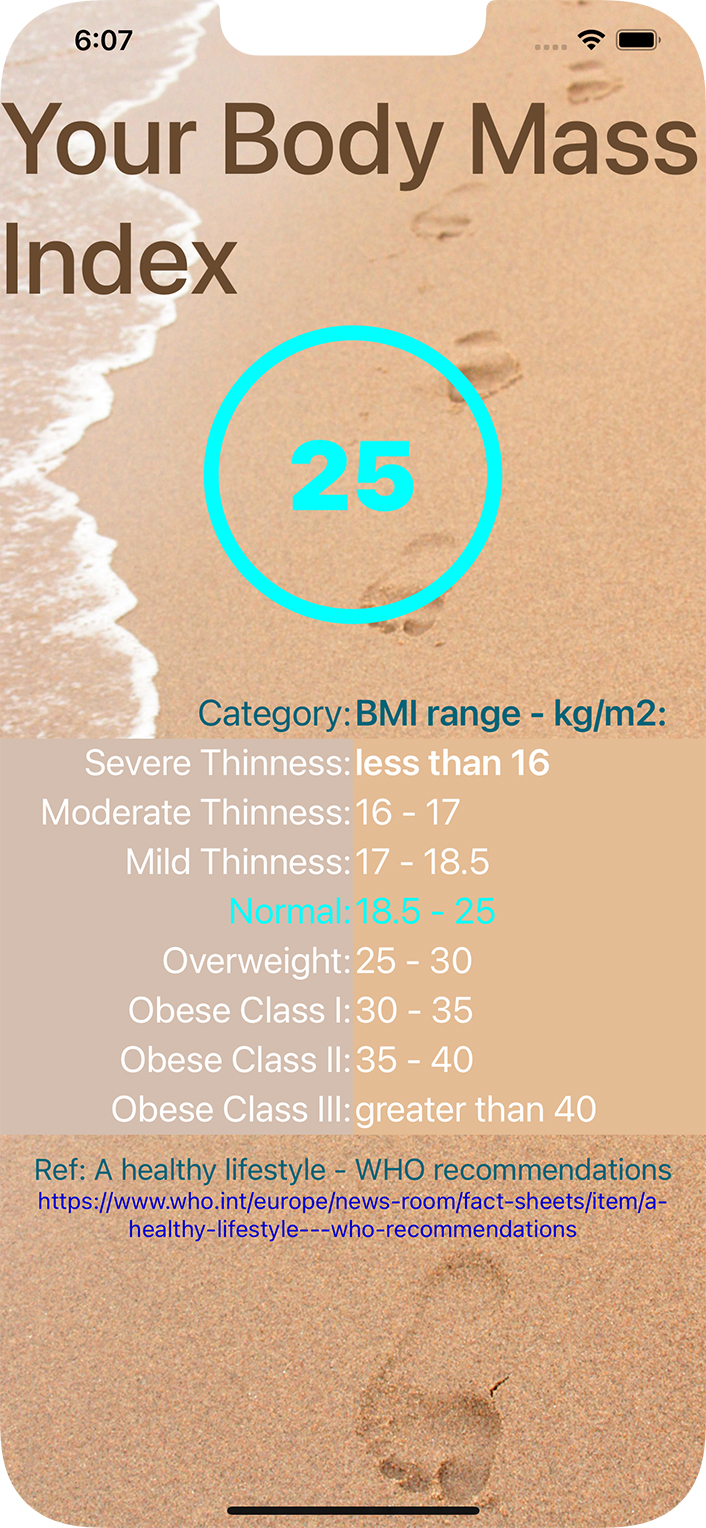 6:07
Your Body Mass
Index
25
Category: BMI range - kg/m2:
Severe Thinness: less than 16
Moderate Thinness: 16 - 17
Mild Thinness: 17 - 18.5
Normal: 18.5 - 25
Overweight: 25 - 30
Obese Class I: 30 - 35
Obese Class II: 35 - 40
Obese Class III: greater than 40
Ref: A healthy lifestyle - WHO recommendations
https://www.who.int/europe/news-room/fact-sheets/item/a-
healthy-lifestyle---who-recommendations